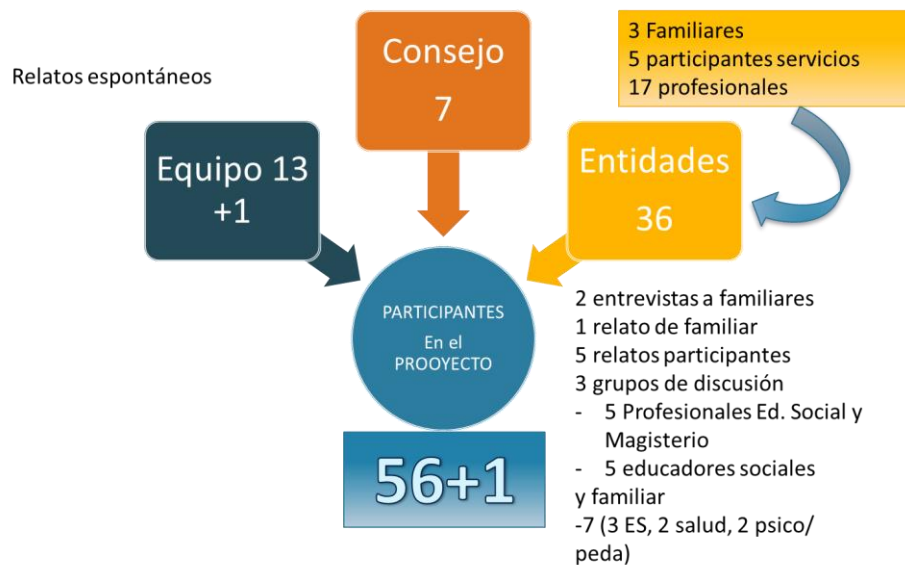 Relatos espontáneos
Consejo
7
3 Familiares
5 participantes servicios
17 profesionales
Equipo 13
+1
Entidades
36
PARTICIPANTES
En el
PROOYECTO
56+1
2 entrevistas a familiares
1 relato de familiar
5 relatos participantes
3 grupos de discusión
- 5 Profesionales Ed. Social y
Magisterio
- 5 educadores sociales
y familiar
-7 (3 ES, 2 salud, 2 psico/
peda)